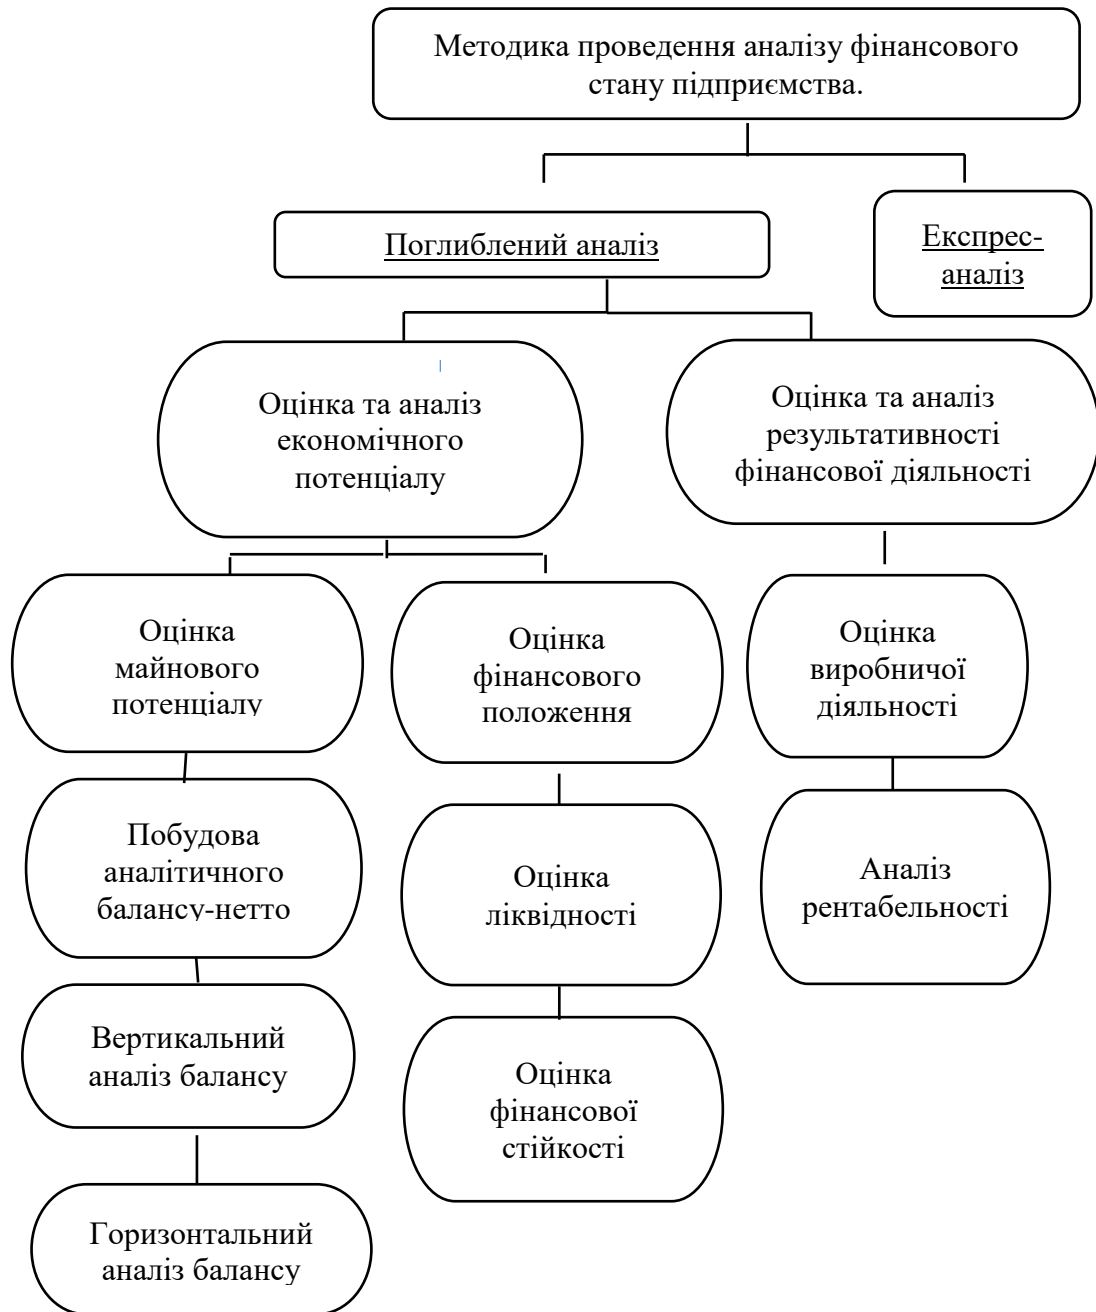 Методика проведення аналізу фінансового
стану підприємства.
Поглиблений аналіз
Експрес-
аналіз
Оцінка та аналіз
економічного
потенціалу
Оцінка та аналіз
результативності
фінансової діяльності
Оцінка
майнового
потенціалу
Оцінка
фінансового
положення
Оцінка
виробничої
діяльності
Побудова
аналітичного
балансу-нетто
Оцінка
ліквідності
Аналіз
рентабельності
Вертикальний
аналіз балансу
Оцінка
фінансової
стійкості
Горизонтальний
аналіз балансу